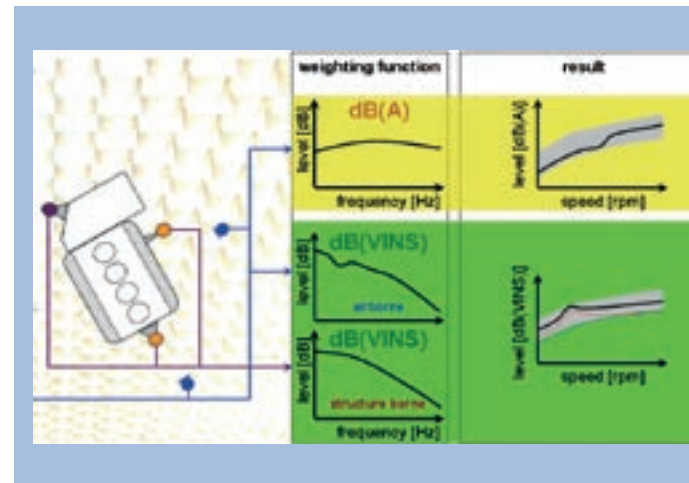 weighting function
result
dB(A)
level [dB]
frequency [Hz]
level [dB(A)]
speed [rpm]
dB(VINS)
level [dB]
airborne
dB(VINS)
level [dB]
structure borne
frequency [Hz]
level [dB(VINS)]
speed [rpm]